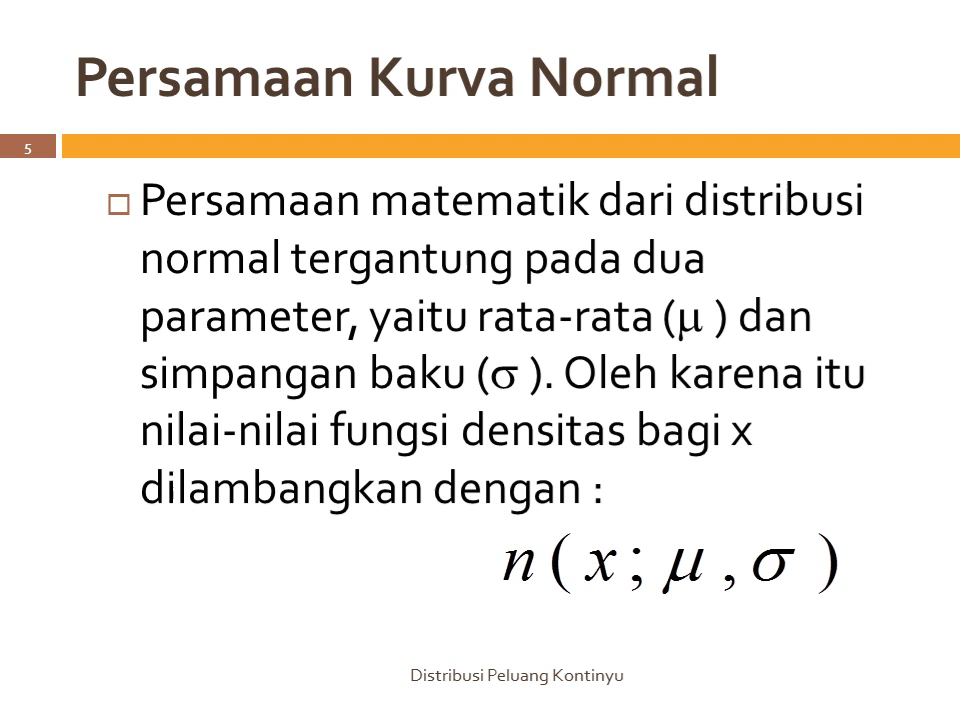 Persamaan Kurva Normal
5
Persamaan matematik dari distribusi
normal tergantung pada dua
parameter, yaitu rata-rata (μ ) dan
simpangan baku (σ ). Oleh karena itu
nilai-nilai fungsi densitas bagi x
dilambangkan dengan :
n ( x ; μ , σ )
Distribusi Peluang Kontinyu